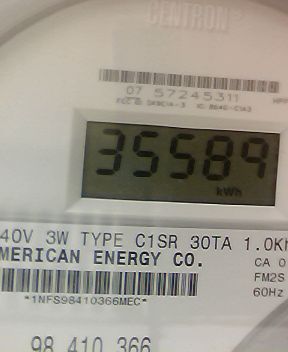 CENTRON
07 57245311
35589
kWh
40V 3W TYPE C1SR 30TA 1.0Kh
MERICAN ENERGY CO.
CA 0
FM2S
*1NFS98410366MEC*
60Hz
98 410 366